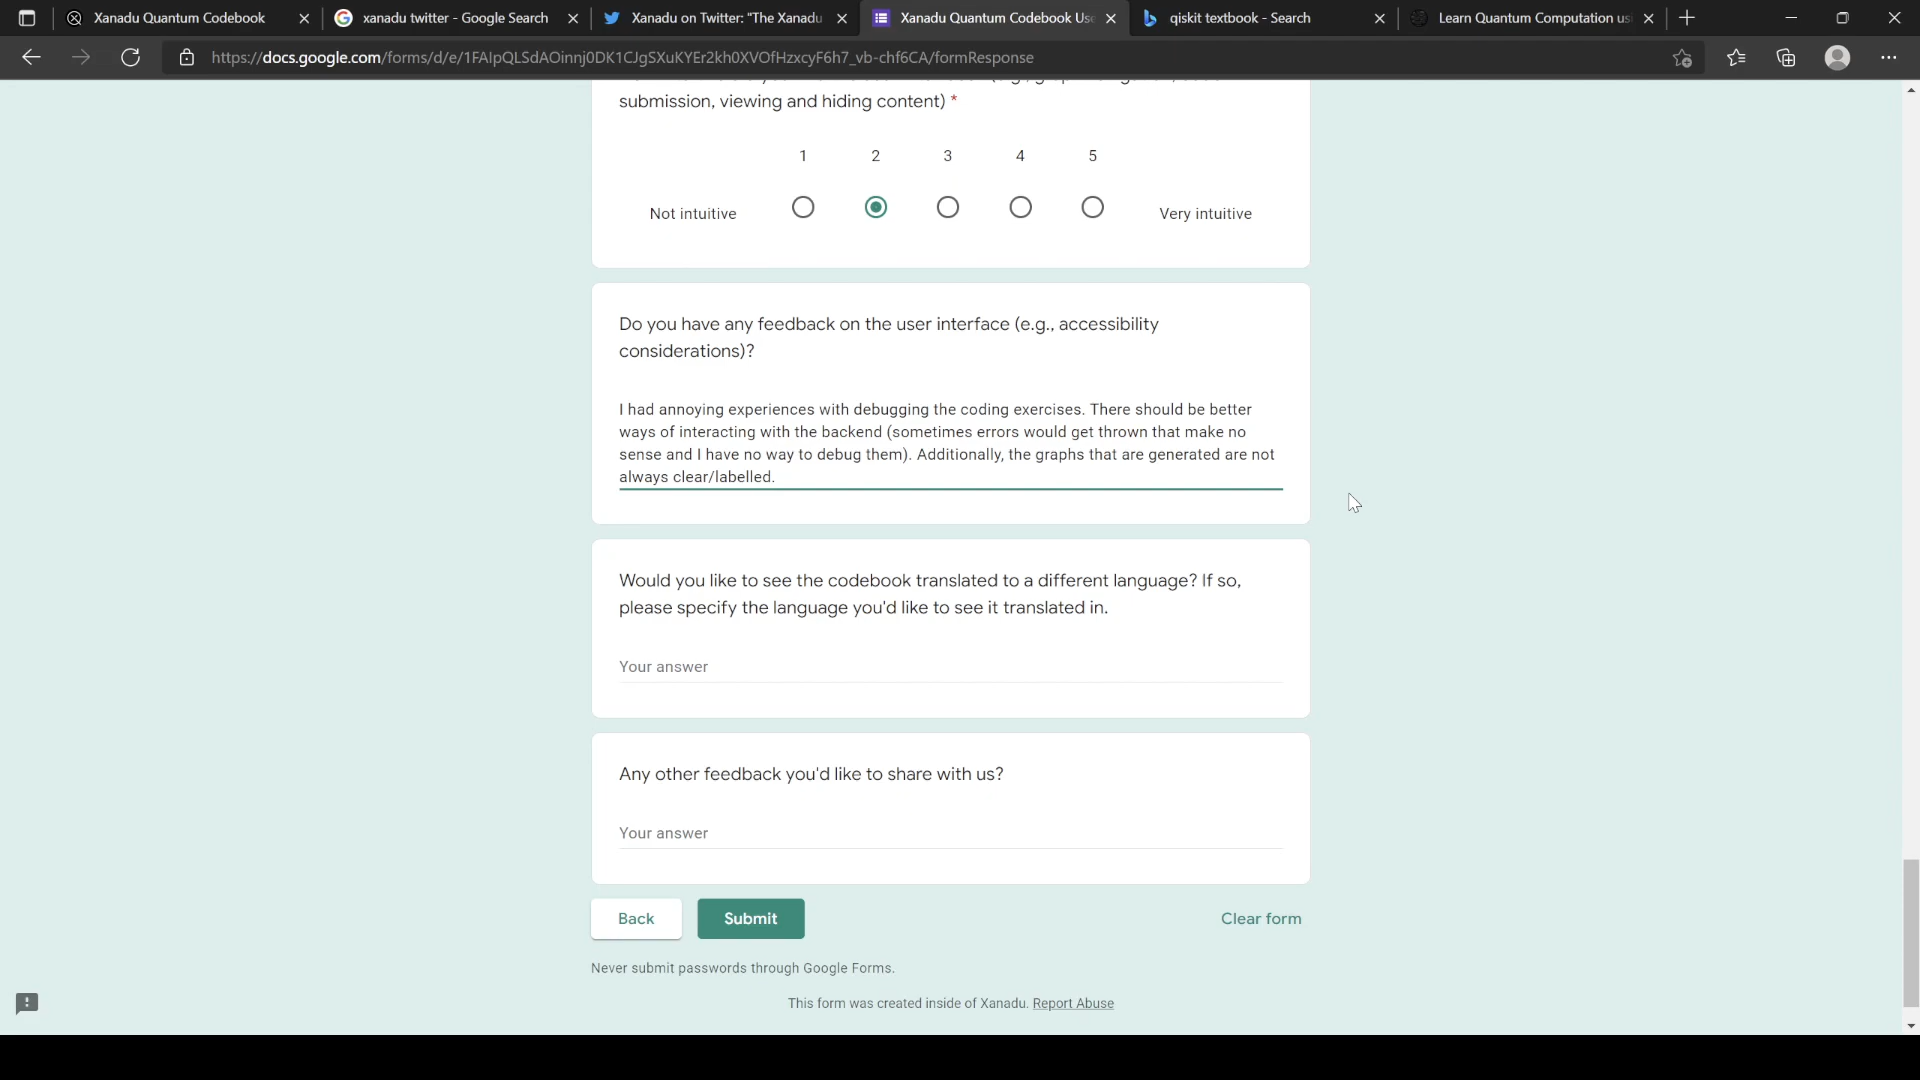 Xanadu Quantum Codebook
xanadu twitter - Google Search
Xanadu on Twitter: "The Xanadu
Xanadu Quantum Codebook Use
qiskit textbook - Search
Learn Quantum Computation us
https://docs.google.com/forms/d/e/1FAIpQLSdAOinnj0DK1CJgSXuKYEr2kh0XVOfHzxcyF6h7_vb-chf6CA/formResponse
submission, viewing and hiding content) *
1 2 3 4 5
Not intuitive Very intuitive
Do you have any feedback on the user interface (e.g., accessibility
considerations)?
I had annoying experiences with debugging the coding exercises. There should be better
ways of interacting with the backend (sometimes errors would get thrown that make no
sense and I have no way to debug them). Additionally, the graphs that are generated are not
always clear/labelled.
Would you like to see the codebook translated to a different language? If so,
please specify the language you'd like to see it translated in.
Your answer
Any other feedback you'd like to share with us?
Your answer
Back Submit Clear form
Never submit passwords through Google Forms.
This form was created inside of Xanadu. Report Abuse